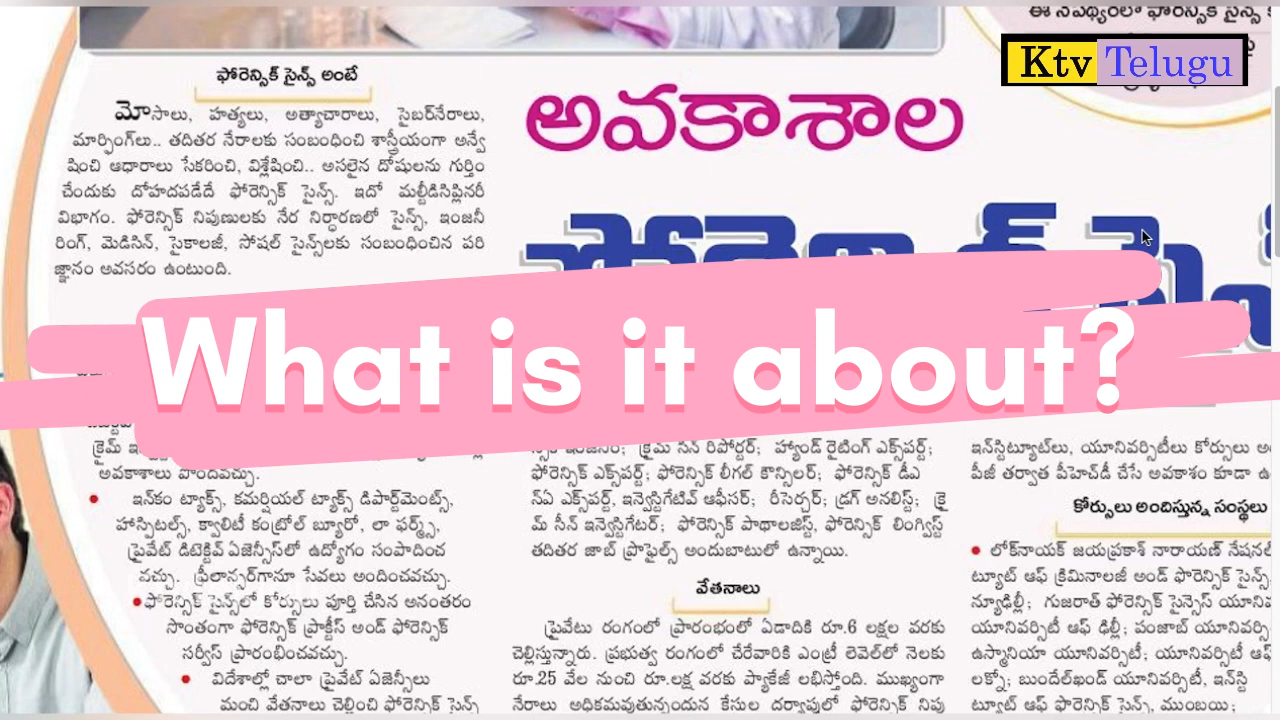 ఈ నేపథ్యంలో ఫోరెన్సిక్ సైన్స్
Ktv Telugu
ఫోరెన్సిక్ సైన్స్ అంటే
మోసాలు, హత్యలు, అత్యాచారాలు, సైబర్‌నేరాలు,
మార్ఫింగ్‌లు.. తదితర నేరాలకు సంబంధించి శాస్త్రీయంగా అన్వే
షించి ఆధారాలు సేకరించి, విశ్లేషించి.. అసలైన దోషులను గుర్తిం
చేందుకు దోహదపడేదే ఫోరెన్సిక్ సైన్స్. ఇదో మల్టీడిసిప్లినరీ
విభాగం. ఫోరెన్సిక్ నిపుణులకు నేర నిర్ధారణలో సైన్స్, ఇంజనీ
రింగ్, మెడిసిన్, సైకాలజీ, సోషల్ సైన్స్‌లకు సంబంధించిన పరి
జ్ఞానం అవసరం ఉంటుంది.
అవకాశాల
What is it about?
క్రైమ్
అవకాశాలు పొందవచ్చు.
• ఇన్‌కం ట్యాక్స్, కమర్షియల్ ట్యాక్స్ డిపార్ట్‌మెంట్స్,
హాస్పిటల్స్, క్వాలిటీ కంట్రోల్ బ్యూరో, లా ఫర్మ్స్,
ప్రైవేట్ డిటెక్టివ్ ఏజెన్సీస్‌లో ఉద్యోగం సంపాదించ
వచ్చు. ఫ్రీలాన్సర్‌గానూ సేవలు అందించవచ్చు.
• ఫోరెన్సిక్ సైన్స్‌లో కోర్సులు పూర్తి చేసిన అనంతరం
సొంతంగా ఫోరెన్సిక్ ప్రాక్టీస్ అండ్ ఫోరెన్సిక్
సర్వీస్ ప్రారంభించవచ్చు.
• విదేశాల్లో చాలా ప్రైవేట్ ఏజెన్సీలు
మంచి వేతనాలు చెల్లించి ఫోరెన్సిక్ సైన్స్
క్రైమ్ సీన్ రిపోర్టర్; హ్యాండ్ రైటింగ్ ఎక్స్‌పర్ట్;
ఫోరెన్సిక్ ఎక్స్‌పర్ట్; ఫోరెన్సిక్ లీగల్ కౌన్సిలర్; ఫోరెన్సిక్ డీఎ
న్ఏ ఎక్స్‌పర్ట్, ఇన్వెస్టిగేటివ్ ఆఫీసర్; రీసెర్చర్; డ్రగ్ అనలిస్ట్; క్రై
మ్ సీన్ ఇన్వెస్టిగేటర్; ఫోరెన్సిక్ పాథాలజిస్ట్, ఫోరెన్సిక్ లింగ్విస్ట్
తదితర జాబ్ ప్రొఫైల్స్ అందుబాటులో ఉన్నాయి.
వేతనాలు
ప్రైవేటు రంగంలో ప్రారంభంలో ఏడాదికి రూ.6 లక్షల వరకు
చెల్లిస్తున్నారు. ప్రభుత్వ రంగంలో చేరేవారికి ఎంట్రీ లెవెల్‌లో నెలకు
రూ.25 వేల నుంచి రూ.లక్ష వరకు ప్యాకేజీ లభిస్తోంది. ముఖ్యంగా
నేరాలు అధికమవుతున్నందున కేసుల దర్యాప్తులో ఫోరెన్సిక్ నిపు
ఇన్‌స్టిట్యూట్‌లు, యూనివర్సిటీలు కోర్సులు
పీజీ తర్వాత పీహెచ్‌డీ చేసే అవకాశం కూడా
కోర్సులు అందిస్తున్న సంస్థలు
• లోక్‌నాయక్ జయప్రకాశ్ నారాయణ్ నేషనల్
ట్యూట్ ఆఫ్ క్రిమినాలజీ అండ్ ఫోరెన్సిక్ సైన్స్,
న్యూఢిల్లీ; గుజరాత్ ఫోరెన్సిక్ సైన్సెస్ యూని
యూనివర్సిటీ ఆఫ్ ఢిల్లీ; పంజాబ్ యూనివర్సి
ఉస్మానియా యూనివర్సిటీ; యూనివర్సిటీ ఆఫ్
లక్నో; బుందేల్‌ఖండ్ యూనివర్సిటీ, ఇన్‌స్టి
ట్యూట్ ఆఫ్ ఫోరెన్సిక్ సైన్స్, ముంబయి;